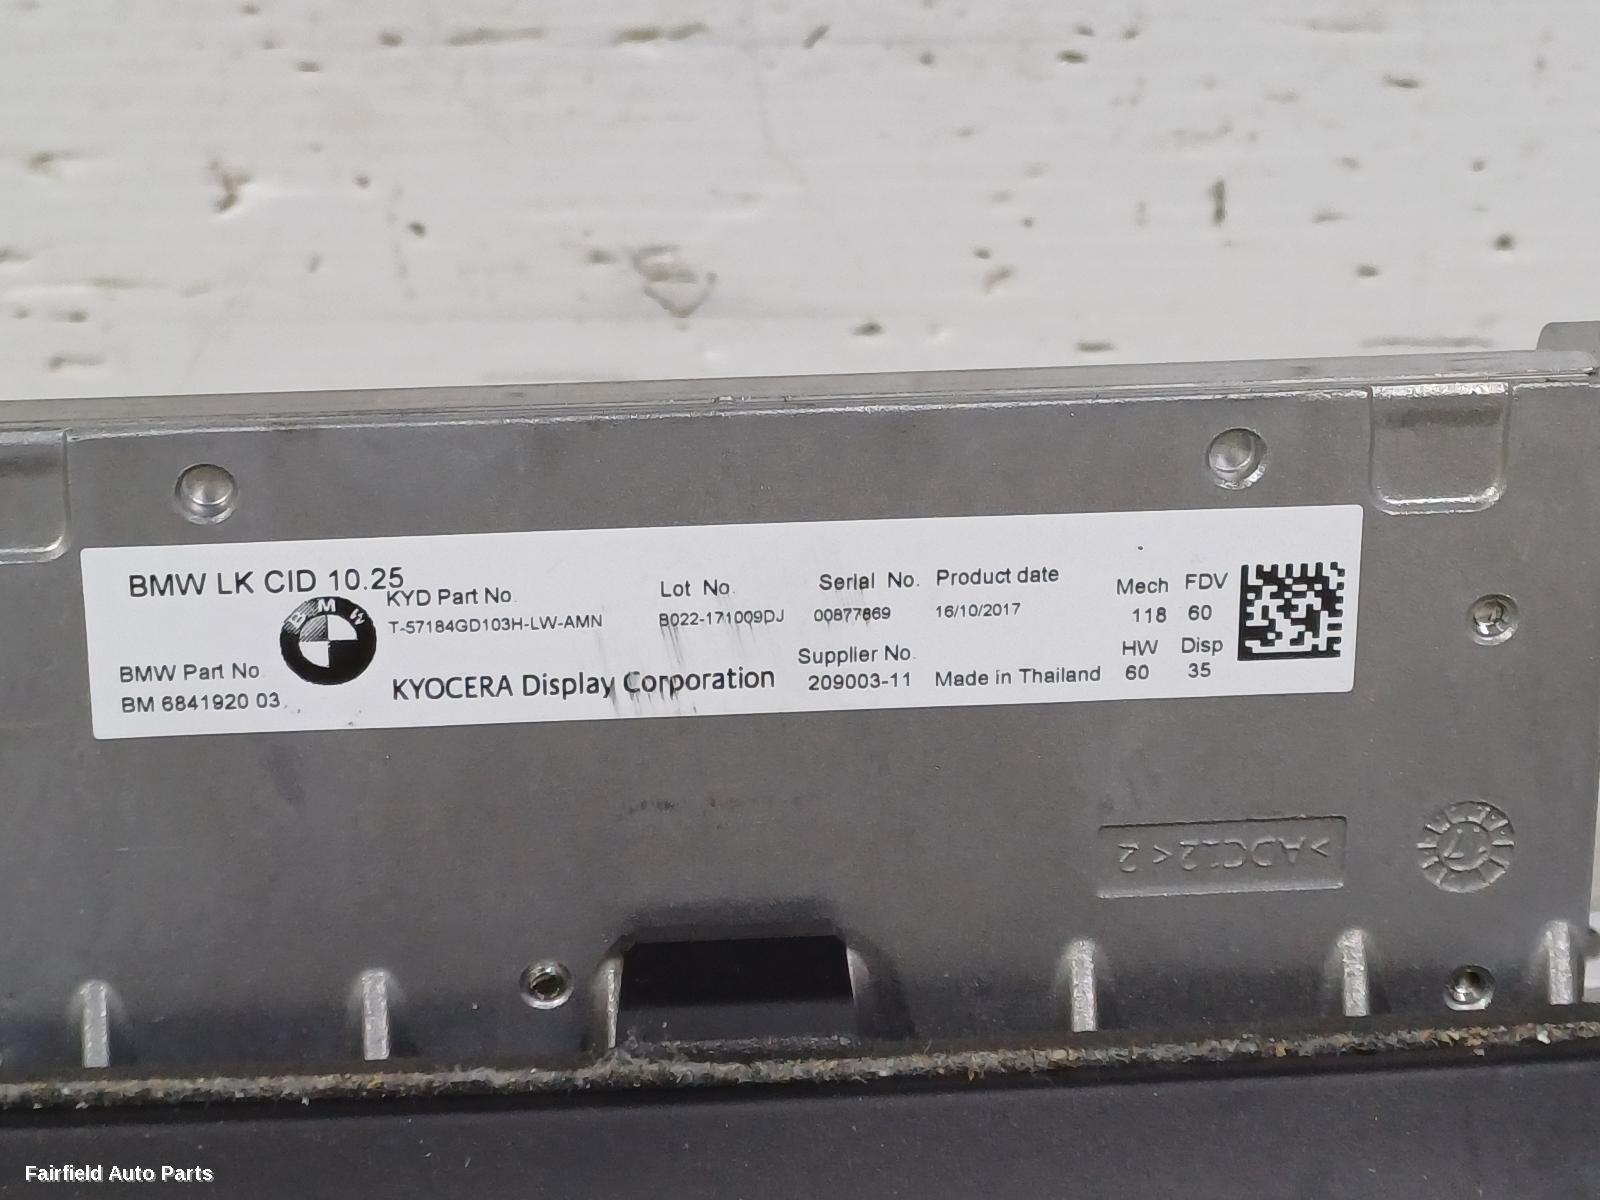 BMW LK CID 10.25
BMW
BMW Part No.
BM 6841920 03
KYD Part No.
T-57184GD103H-LW-AMN
KYOCERA Display Corporation
Lot No.
B022-171009DJ
Serial No.
00877869
Supplier No.
209003-11
Product date
16/10/2017
Made in Thailand
Mech
118
FDV
60
HW
60
Disp
35
>ADC12<2
17
Fairfield Auto Parts